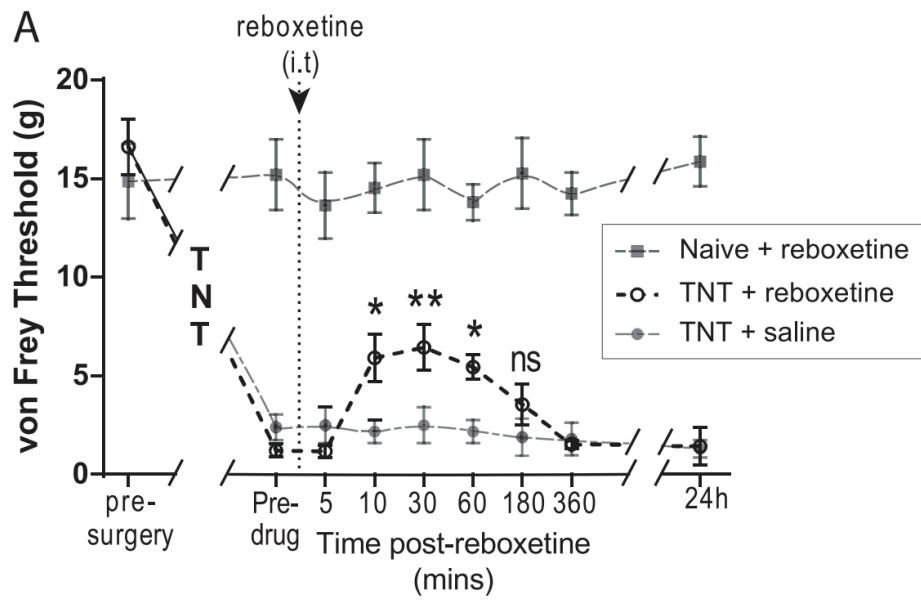 A
reboxetine
(i.t)
von Frey Threshold (g)
20
15
10
5
0
T
N
T
*
**
*
ns
Naive + reboxetine
TNT + reboxetine
TNT + saline
pre-
surgery
Pre-
drug
5
10
30
60
180
360
24h
Time post-reboxetine
(mins)